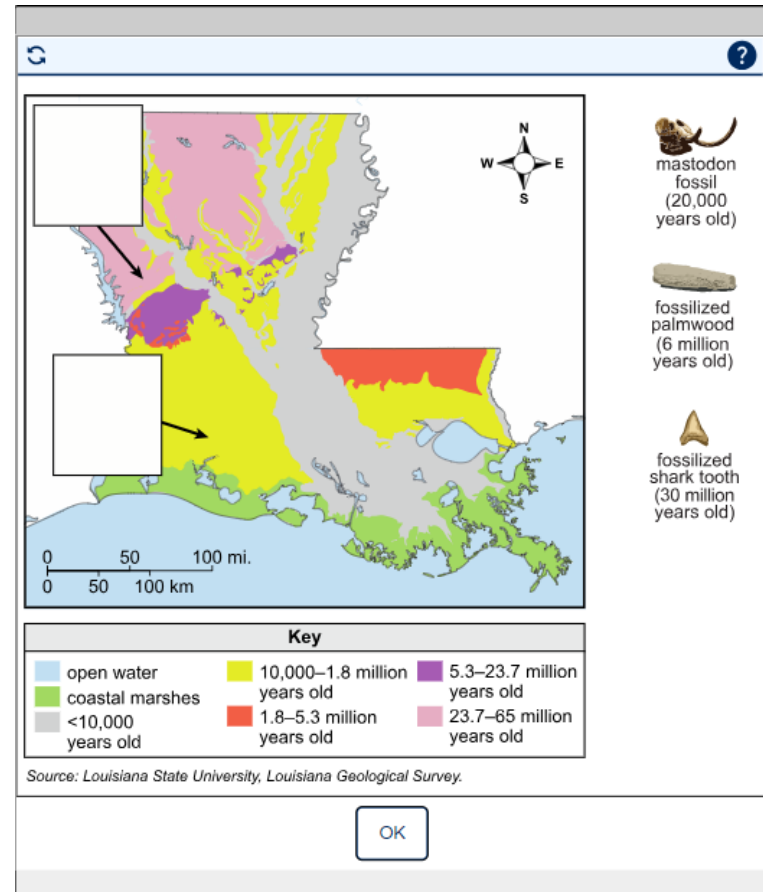 ?
N
W E
S
mastodon
fossil
(20,000
years old)
fossilized
palmwood
(6 million
years old)
fossilized
shark tooth
(30 million
years old)
0 50 100 mi.
0 50 100 km
Key
open water
coastal marshes
<10,000
years old
10,000–1.8 million
years old
1.8–5.3 million
years old
5.3–23.7 million
years old
23.7–65 million
years old
Source: Louisiana State University, Louisiana Geological Survey.
OK